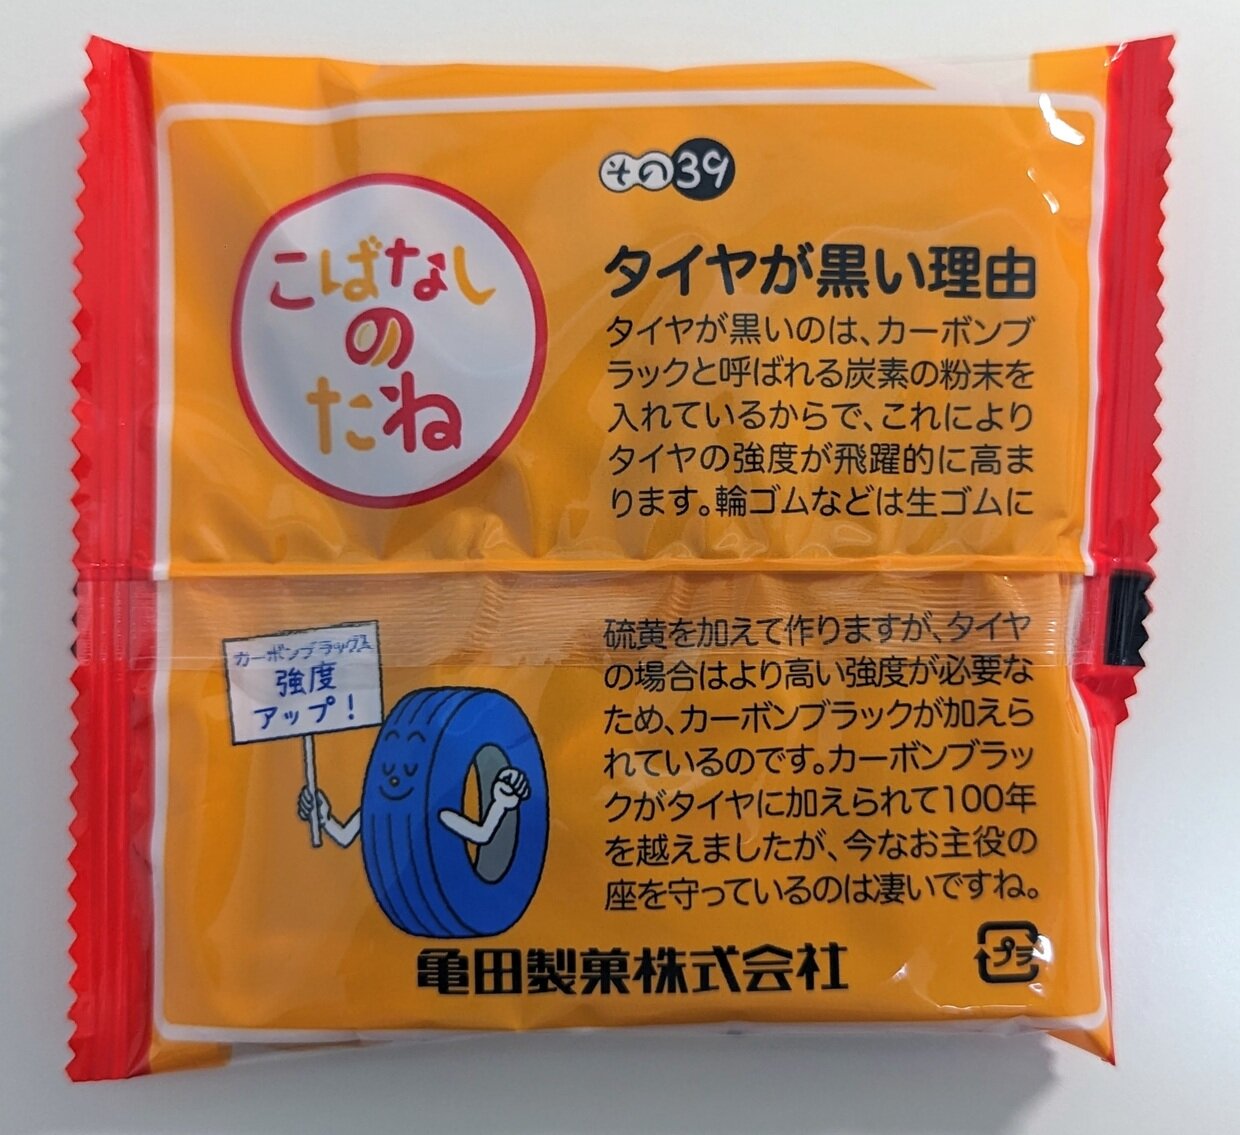 その39
こばなし
の
たね
タイヤが黒い理由
タイヤが黒いのは、カーボンブ
ラックと呼ばれる炭素の粉末を
入れているからで、これにより
タイヤの強度が飛躍的に高ま
ります。輪ゴムなどは生ゴムに
硫黄を加えて作りますが、タイヤ
の場合はより高い強度が必要な
ため、カーボンブラックが加えら
れているのです。カーボンブラッ
クがタイヤに加えられて100年
を越えましたが、今なお主役の
座を守っているのは凄いですね。
カーボンブラックス
強度
アップ!
亀田製菓株式会社
プラ